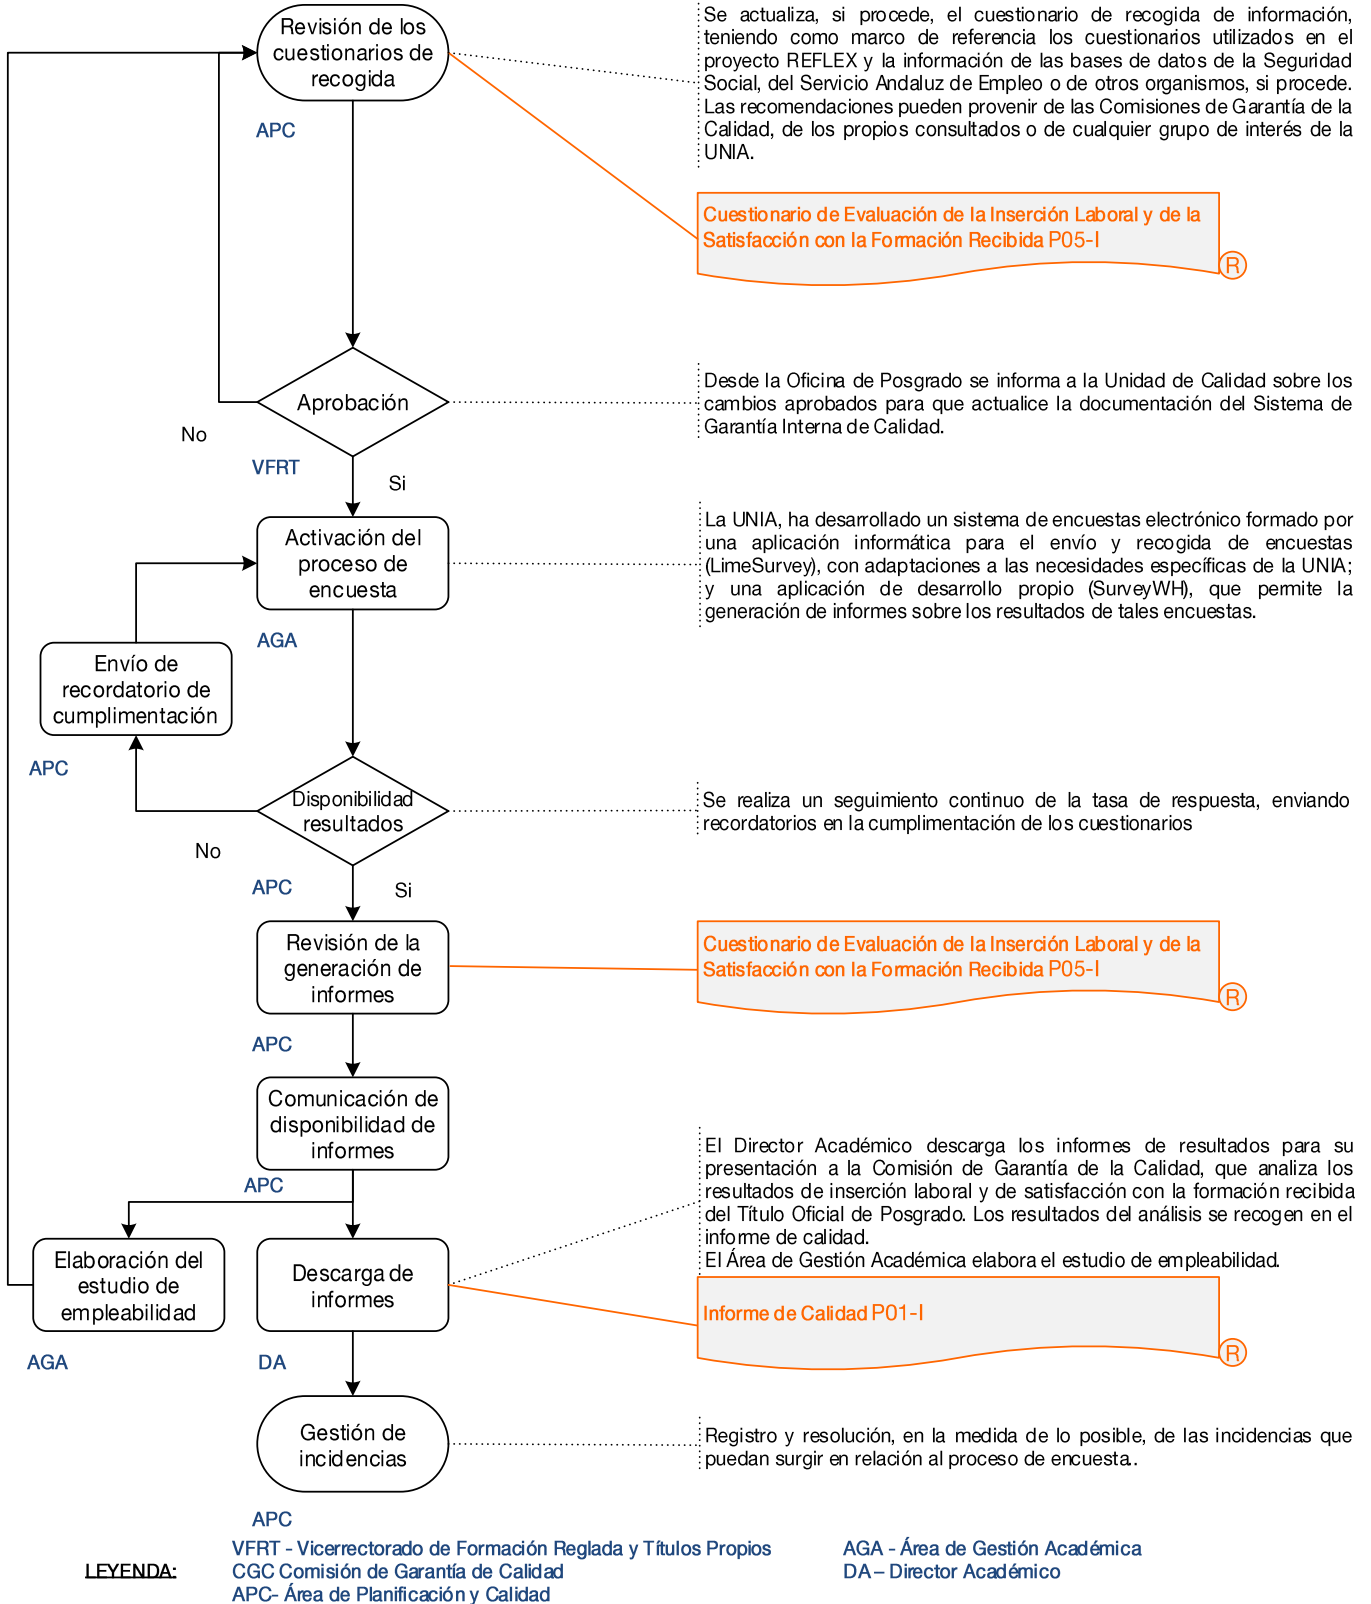 Revisión de los
cuestionarios de
recogida
APC
Se actualiza, si procede, el cuestionario de recogida de información,
teniendo como marco de referencia los cuestionarios utilizados en el
proyecto REFLEX y la información de las bases de datos de la Seguridad
Social, del Servicio Andaluz de Empleo o de otros organismos, si procede.
Las recomendaciones pueden provenir de las Comisiones de Garantía de la
Calidad, de los propios consultados o de cualquier grupo de interés de la
UNIA.
Cuestionario de Evaluación de la Inserción Laboral y de la
Satisfacción con la Formación Recibida P05-I
R
Aprobación
No
VFRT
Si
Desde la Oficina de Posgrado se informa a la Unidad de Calidad sobre los
cambios aprobados para que actualice la documentación del Sistema de
Garantía Interna de Calidad.
Activación del
proceso de
encuesta
AGA
La UNIA, ha desarrollado un sistema de encuestas electrónico formado por
una aplicación informática para el envío y recogida de encuestas
(LimeSurvey), con adaptaciones a las necesidades específicas de la UNIA;
y una aplicación de desarrollo propio (SurveyWH), que permite la
generación de informes sobre los resultados de tales encuestas.
Envío de
recordatorio de
cumplimentación
APC
Disponibilidad
resultados
No
APC
Si
Se realiza un seguimiento continuo de la tasa de respuesta, enviando
recordatorios en la cumplimentación de los cuestionarios
Revisión de la
generación de
informes
APC
Cuestionario de Evaluación de la Inserción Laboral y de la
Satisfacción con la Formación Recibida P05-I
R
Comunicación de
disponibilidad de
informes
APC
El Director Académico descarga los informes de resultados para su
presentación a la Comisión de Garantía de la Calidad, que analiza los
resultados de inserción laboral y de satisfacción con la formación recibida
del Título Oficial de Posgrado. Los resultados del análisis se recogen en el
informe de calidad.
El Área de Gestión Académica elabora el estudio de empleabilidad.
Elaboración del
estudio de
empleabilidad
AGA
Descarga de
informes
DA
Informe de Calidad P01-I
R
Gestión de
incidencias
APC
Registro y resolución, en la medida de lo posible, de las incidencias que
puedan surgir en relación al proceso de encuesta..
LEYENDA:
VFRT - Vicerrectorado de Formación Reglada y Títulos Propios
CGC Comisión de Garantía de Calidad
APC- Área de Planificación y Calidad
AGA - Área de Gestión Académica
DA – Director Académico